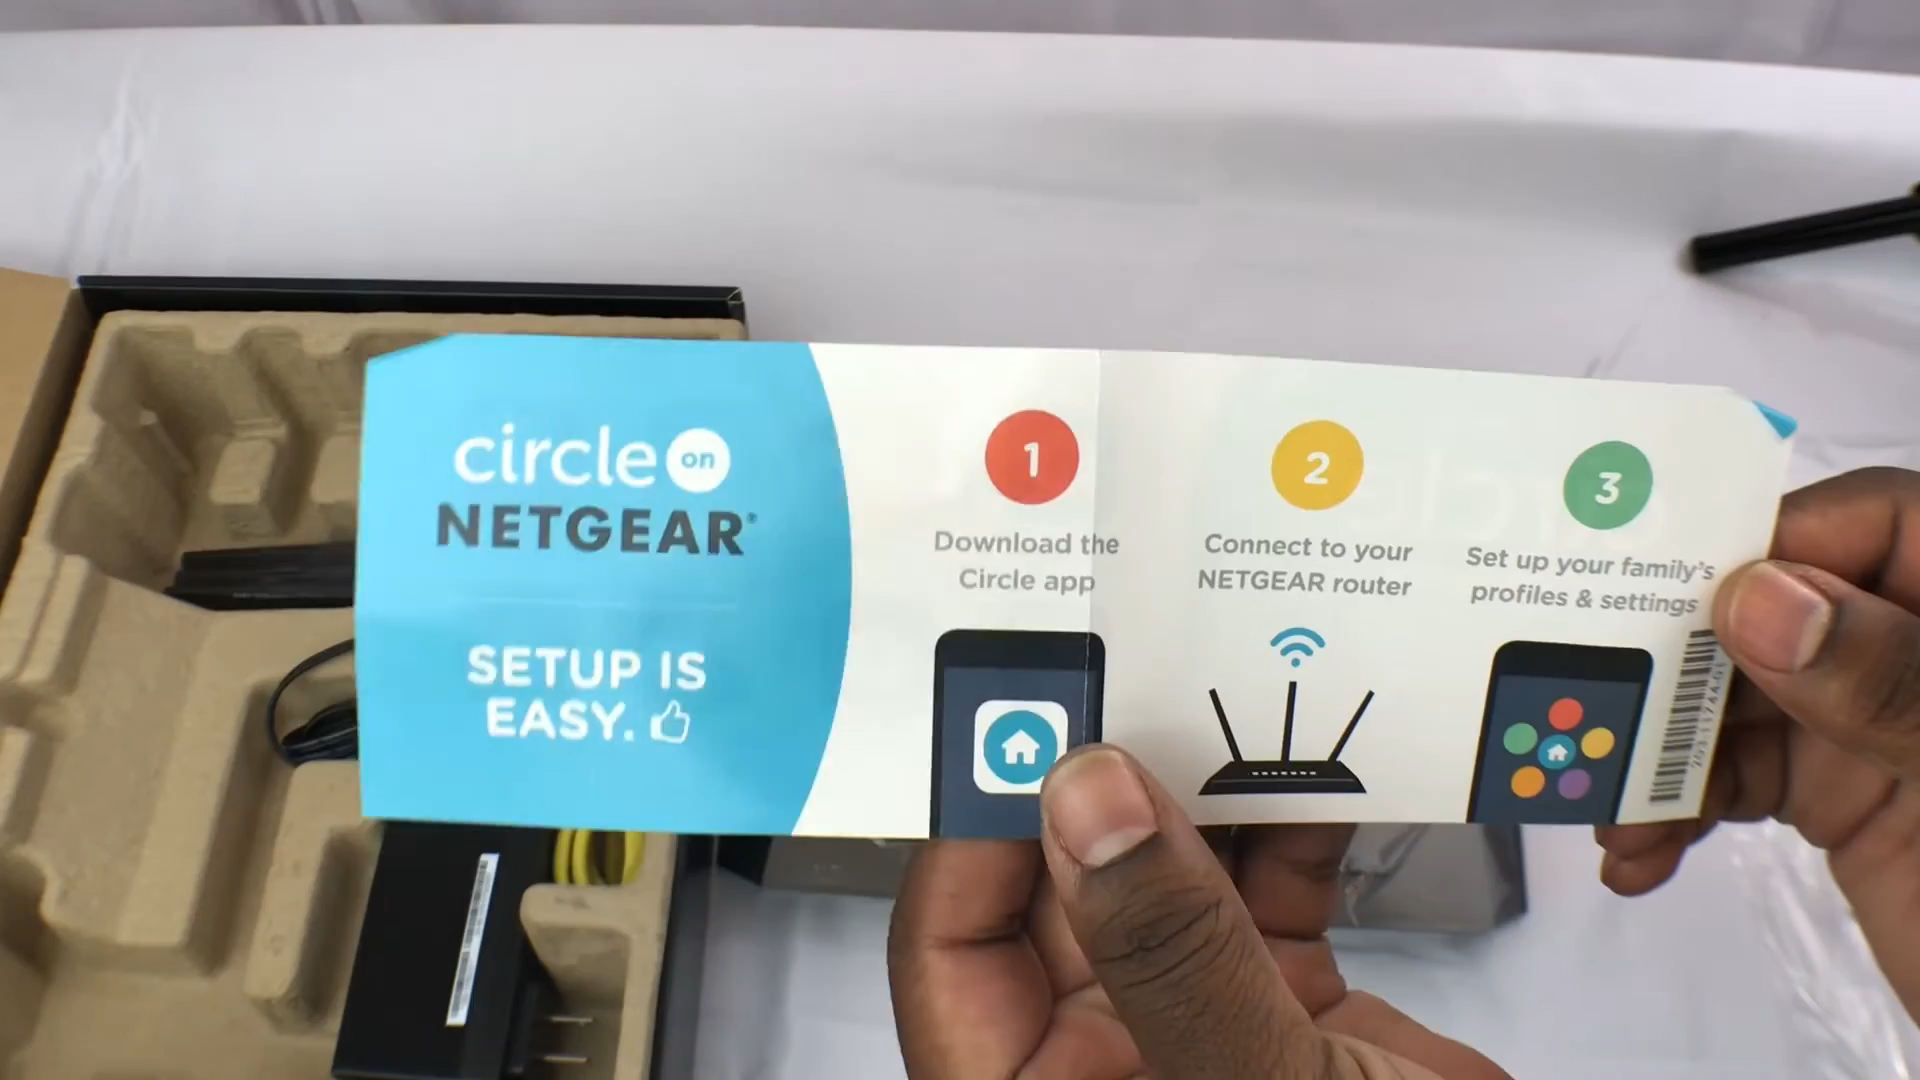 circle on
NETGEAR®
SETUP IS
EASY.
1
Download the
Circle app
2
Connect to your
NETGEAR router
3
Set up your family's
profiles & settings